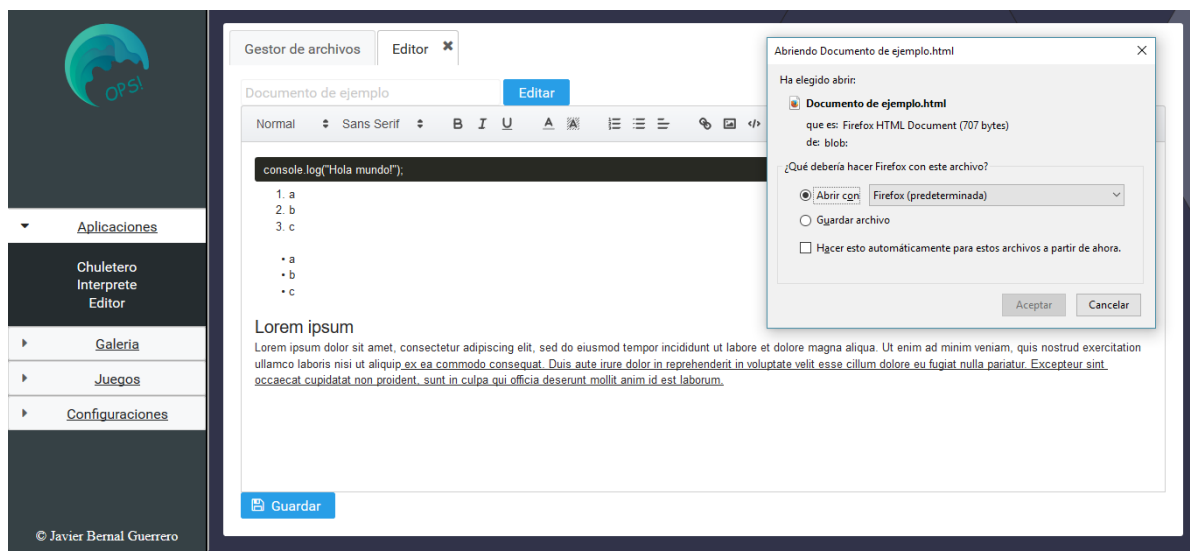 OPS!
Aplicaciones
Chuletero
Interprete
Editor
Galeria
Juegos
Configuraciones
© Javier Bernal Guerrero
Gestor de archivos
Editor
Documento de ejemplo
Editar
Normal
Sans Serif
B I U A A
console.log("Hola mundo!");
1. a
2. b
3. c
• a
• b
• c
Lorem ipsum
Lorem ipsum dolor sit amet, consectetur adipiscing elit, sed do eiusmod tempor incididunt ut labore et dolore magna aliqua. Ut enim ad minim veniam, quis nostrud exercitation
ullamco laboris nisi ut aliquip ex ea commodo consequat. Duis aute irure dolor in reprehenderit in voluptate velit esse cillum dolore eu fugiat nulla pariatur. Excepteur sint
occaecat cupidatat non proident, sunt in culpa qui officia deserunt mollit anim id est laborum.
Guardar
Abriendo Documento de ejemplo.html
Ha elegido abrir:
Documento de ejemplo.html
que es: Firefox HTML Document (707 bytes)
de: blob:
¿Qué debería hacer Firefox con este archivo?
Abrir con
Firefox (predeterminada)
Guardar archivo
Hacer esto automáticamente para estos archivos a partir de ahora.
Aceptar
Cancelar